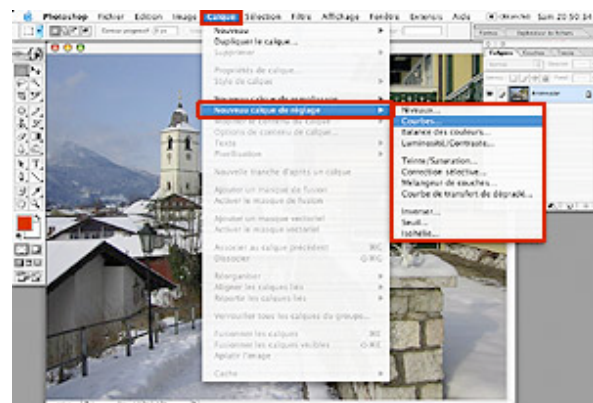 Photoshop Fichier Edition Image Calque Sélection Filtre Affichage Fenêtre Extensis Aide
Lun 20:50:54
Nouveau
Dupliquer le calque...
Supprimer
Propriétés de calque...
Style de calque
Nouveau calque de réglage
Options de contenu de calque...
Texte
Pixellisation
Nouvelle tranche d'après un calque
Ajouter un masque de fusion
Activer le masque de fusion
Ajouter un masque vectoriel
Activer le masque vectoriel
Associer au calque précédent
Dissocier
Réorganiser
Aligner les calques liés
Répartir les calques liés
Verrouiller tous les calques du groupe...
Fusionner les calques
Fusionner les calques visibles
Aplatir l'image
Cache
Niveaux...
Courbes...
Balance des couleurs...
Luminosité/Contraste...
Teinte/Saturation...
Correction sélective...
Mélangeur de couches...
Courbe de transfert de dégradé...
Inverser...
Seuil...
Isohélie...